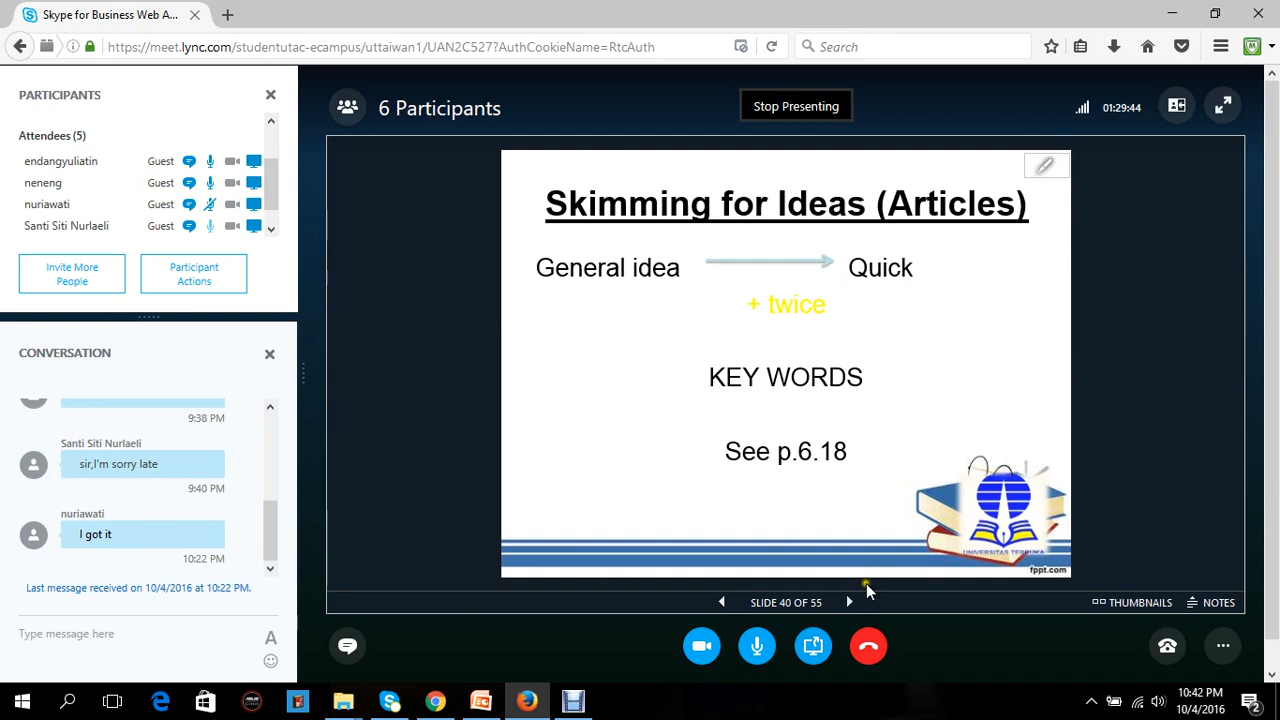 Skype for Business Web A...
https://meet.lync.com/studentutac-ecampus/uttaiwan1/UAN2C527?AuthCookieName=RtcAuth
Search
PARTICIPANTS
Attendees (5)
endangyuliatin Guest
neneng Guest
nuriawati Guest
Santi Siti Nurlaeli Guest
Invite More
People
Participant
Actions
CONVERSATION
9:38 PM
Santi Siti Nurlaeli
sir,I'm sorry late
9:40 PM
nuriawati
I got it
10:22 PM
Last message received on 10/4/2016 at 10:22 PM.
Type message here
6 Participants
Stop Presenting
01:29:44
Skimming for Ideas (Articles)
General idea Quick
+ twice
KEY WORDS
See p.6.18
UNIVERSITAS TERBUKA
fppt.com
SLIDE 40 OF 55
THUMBNAILS
NOTES
10:42 PM
10/4/2016
2